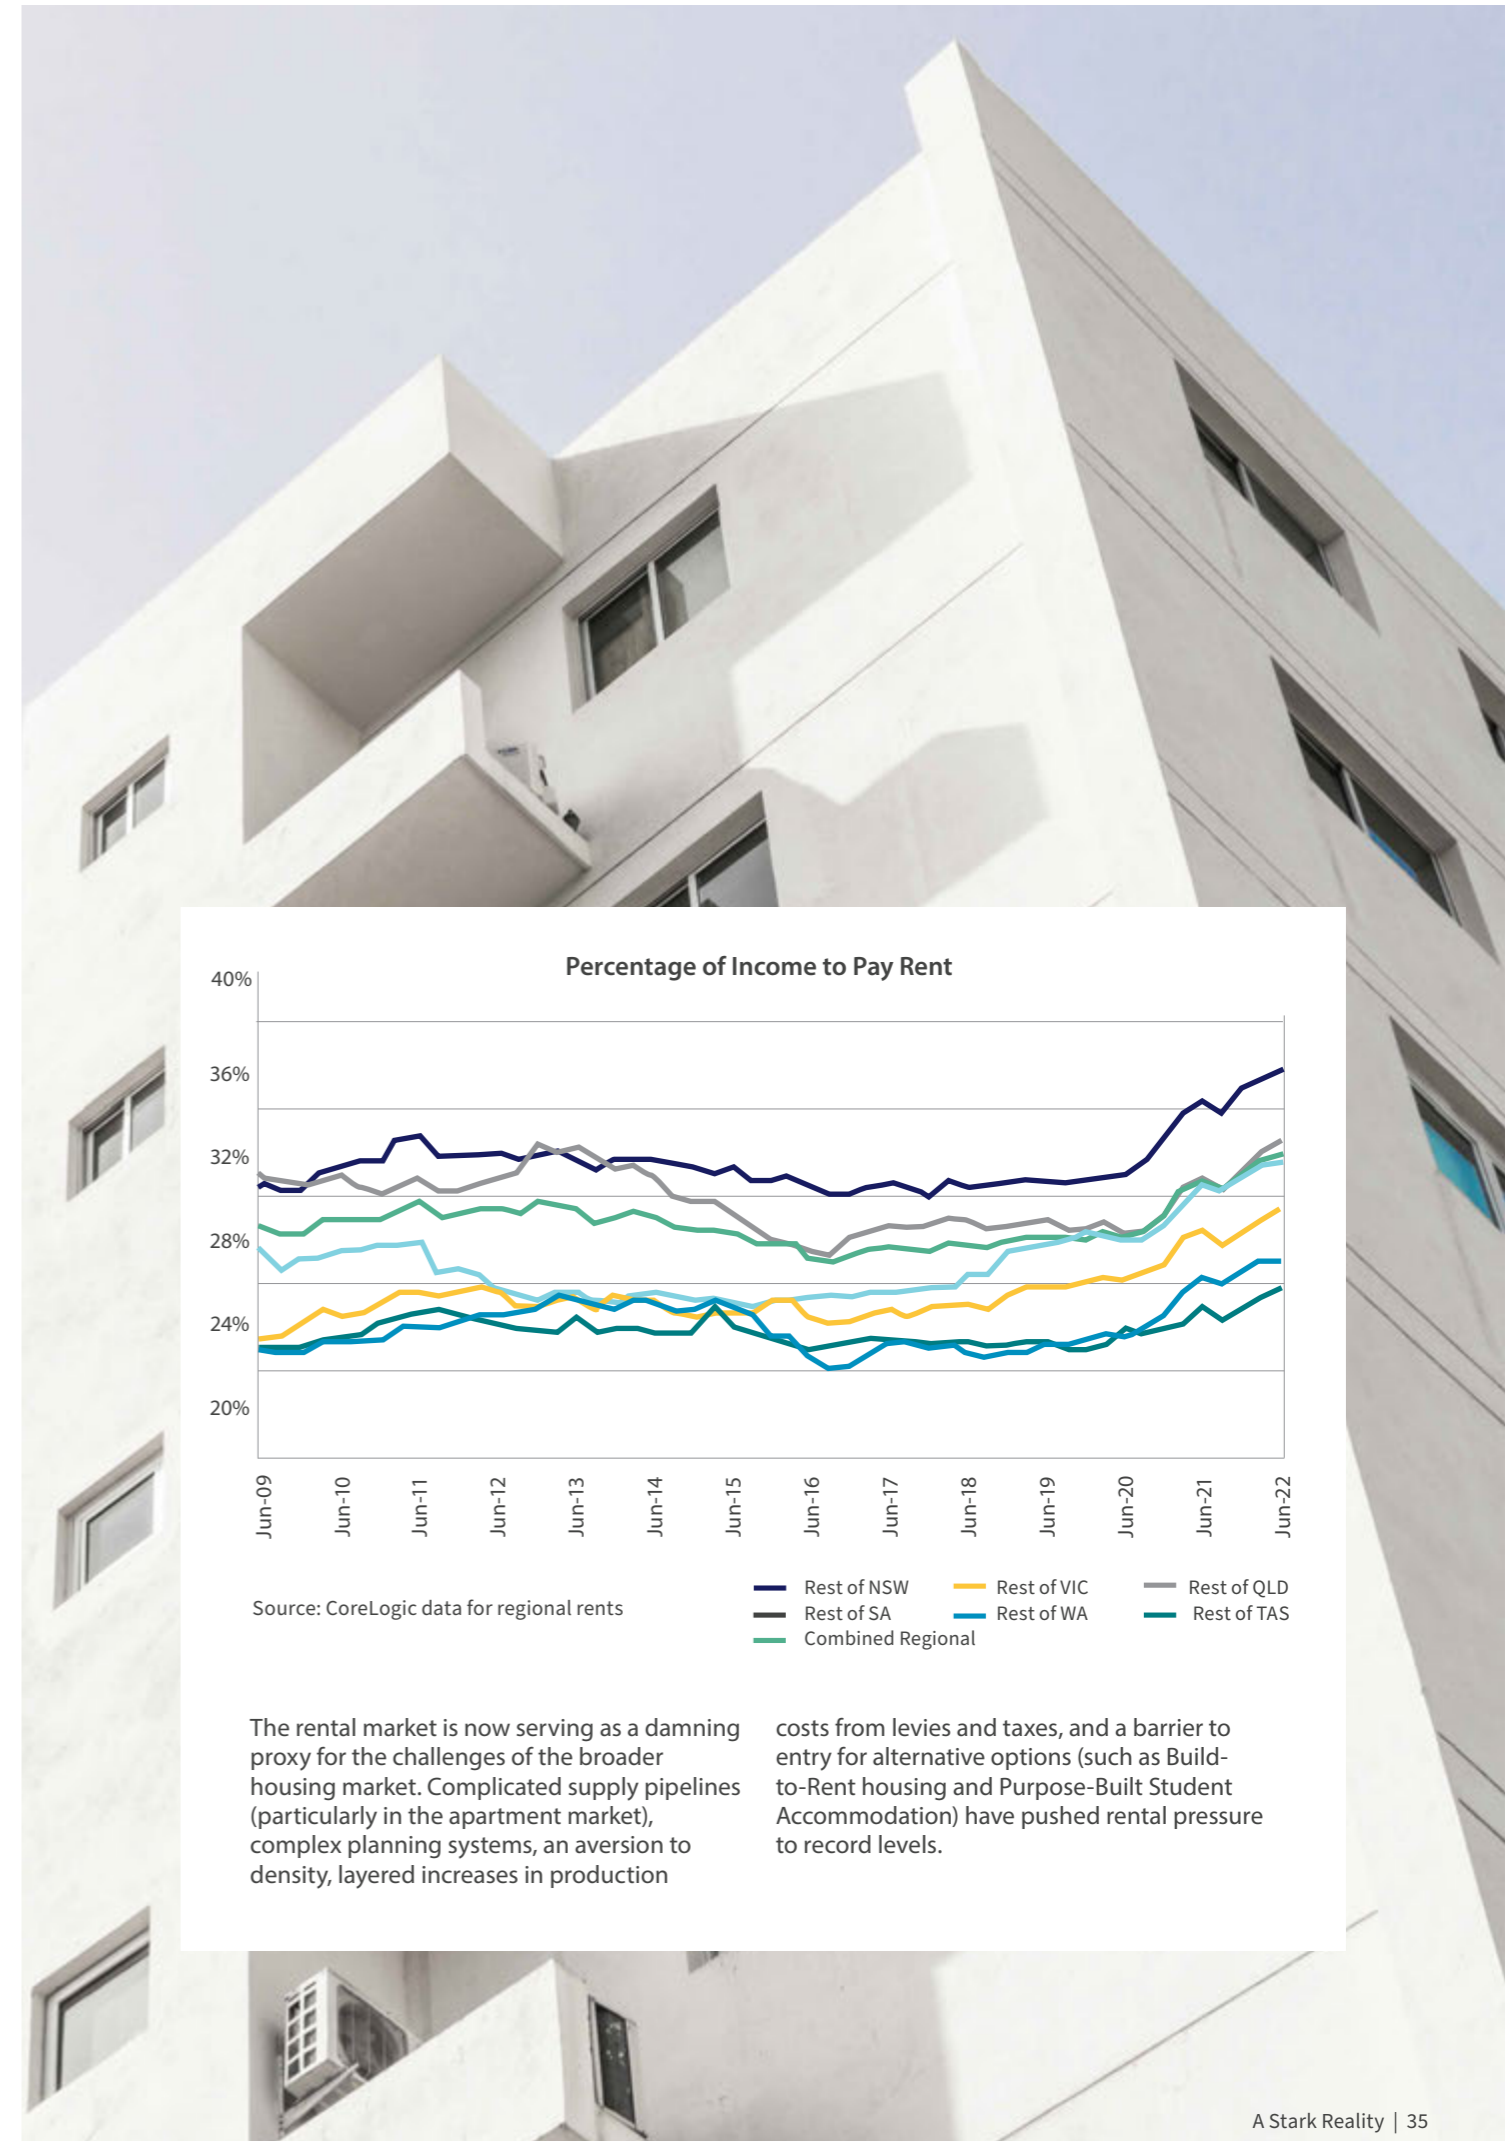 Percentage of Income to Pay Rent
40%
36%
32%
28%
24%
20%
Jun-09
Jun-10
Jun-11
Jun-12
Jun-13
Jun-14
Jun-15
Jun-16
Jun-17
Jun-18
Jun-19
Jun-20
Jun-21
Jun-22
Source: CoreLogic data for regional rents
Rest of NSW
Rest of VIC
Rest of QLD
Rest of SA
Rest of WA
Rest of TAS
Combined Regional
The rental market is now serving as a damning
proxy for the challenges of the broader
housing market. Complicated supply pipelines
(particularly in the apartment market),
complex planning systems, an aversion to
density, layered increases in production
costs from levies and taxes, and a barrier to
entry for alternative options (such as Build-
to-Rent housing and Purpose-Built Student
Accommodation) have pushed rental pressure
to record levels.
A Stark Reality | 35